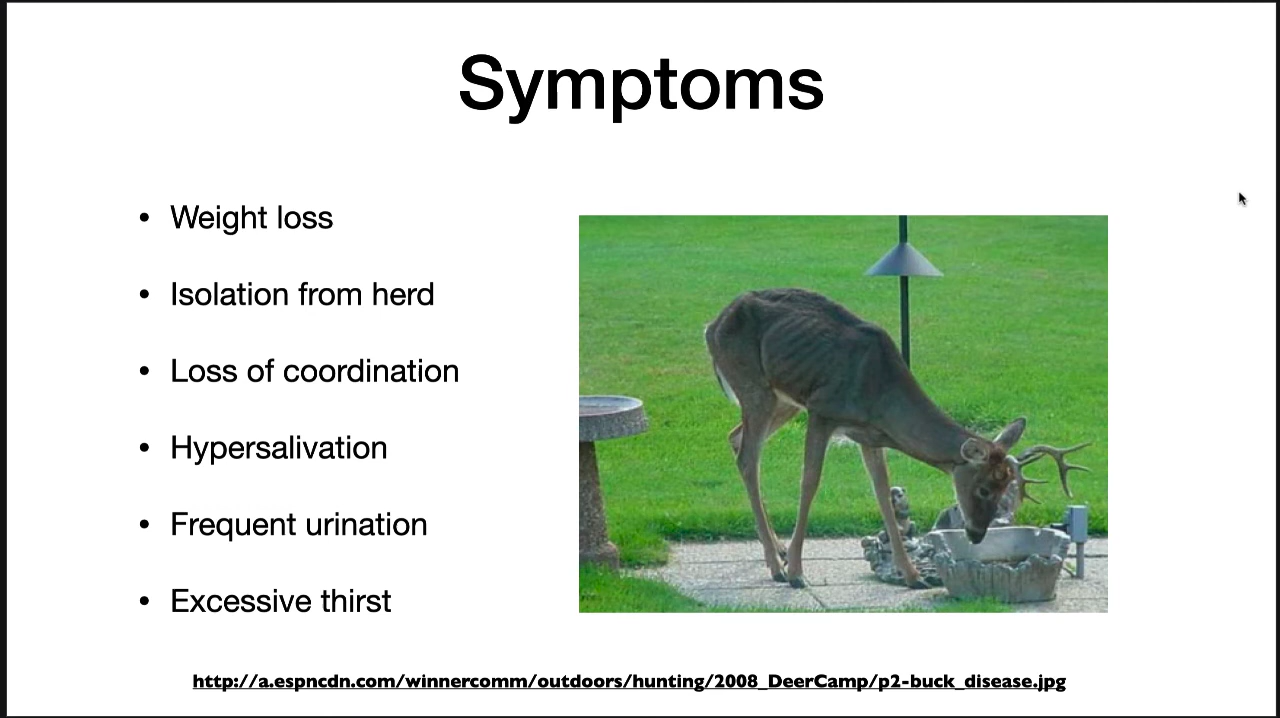 Symptoms
• Weight loss
• Isolation from herd
• Loss of coordination
• Hypersalivation
• Frequent urination
• Excessive thirst
http://a.espncdn.com/winnercomm/outdoors/hunting/2008_DeerCamp/p2-buck_disease.jpg